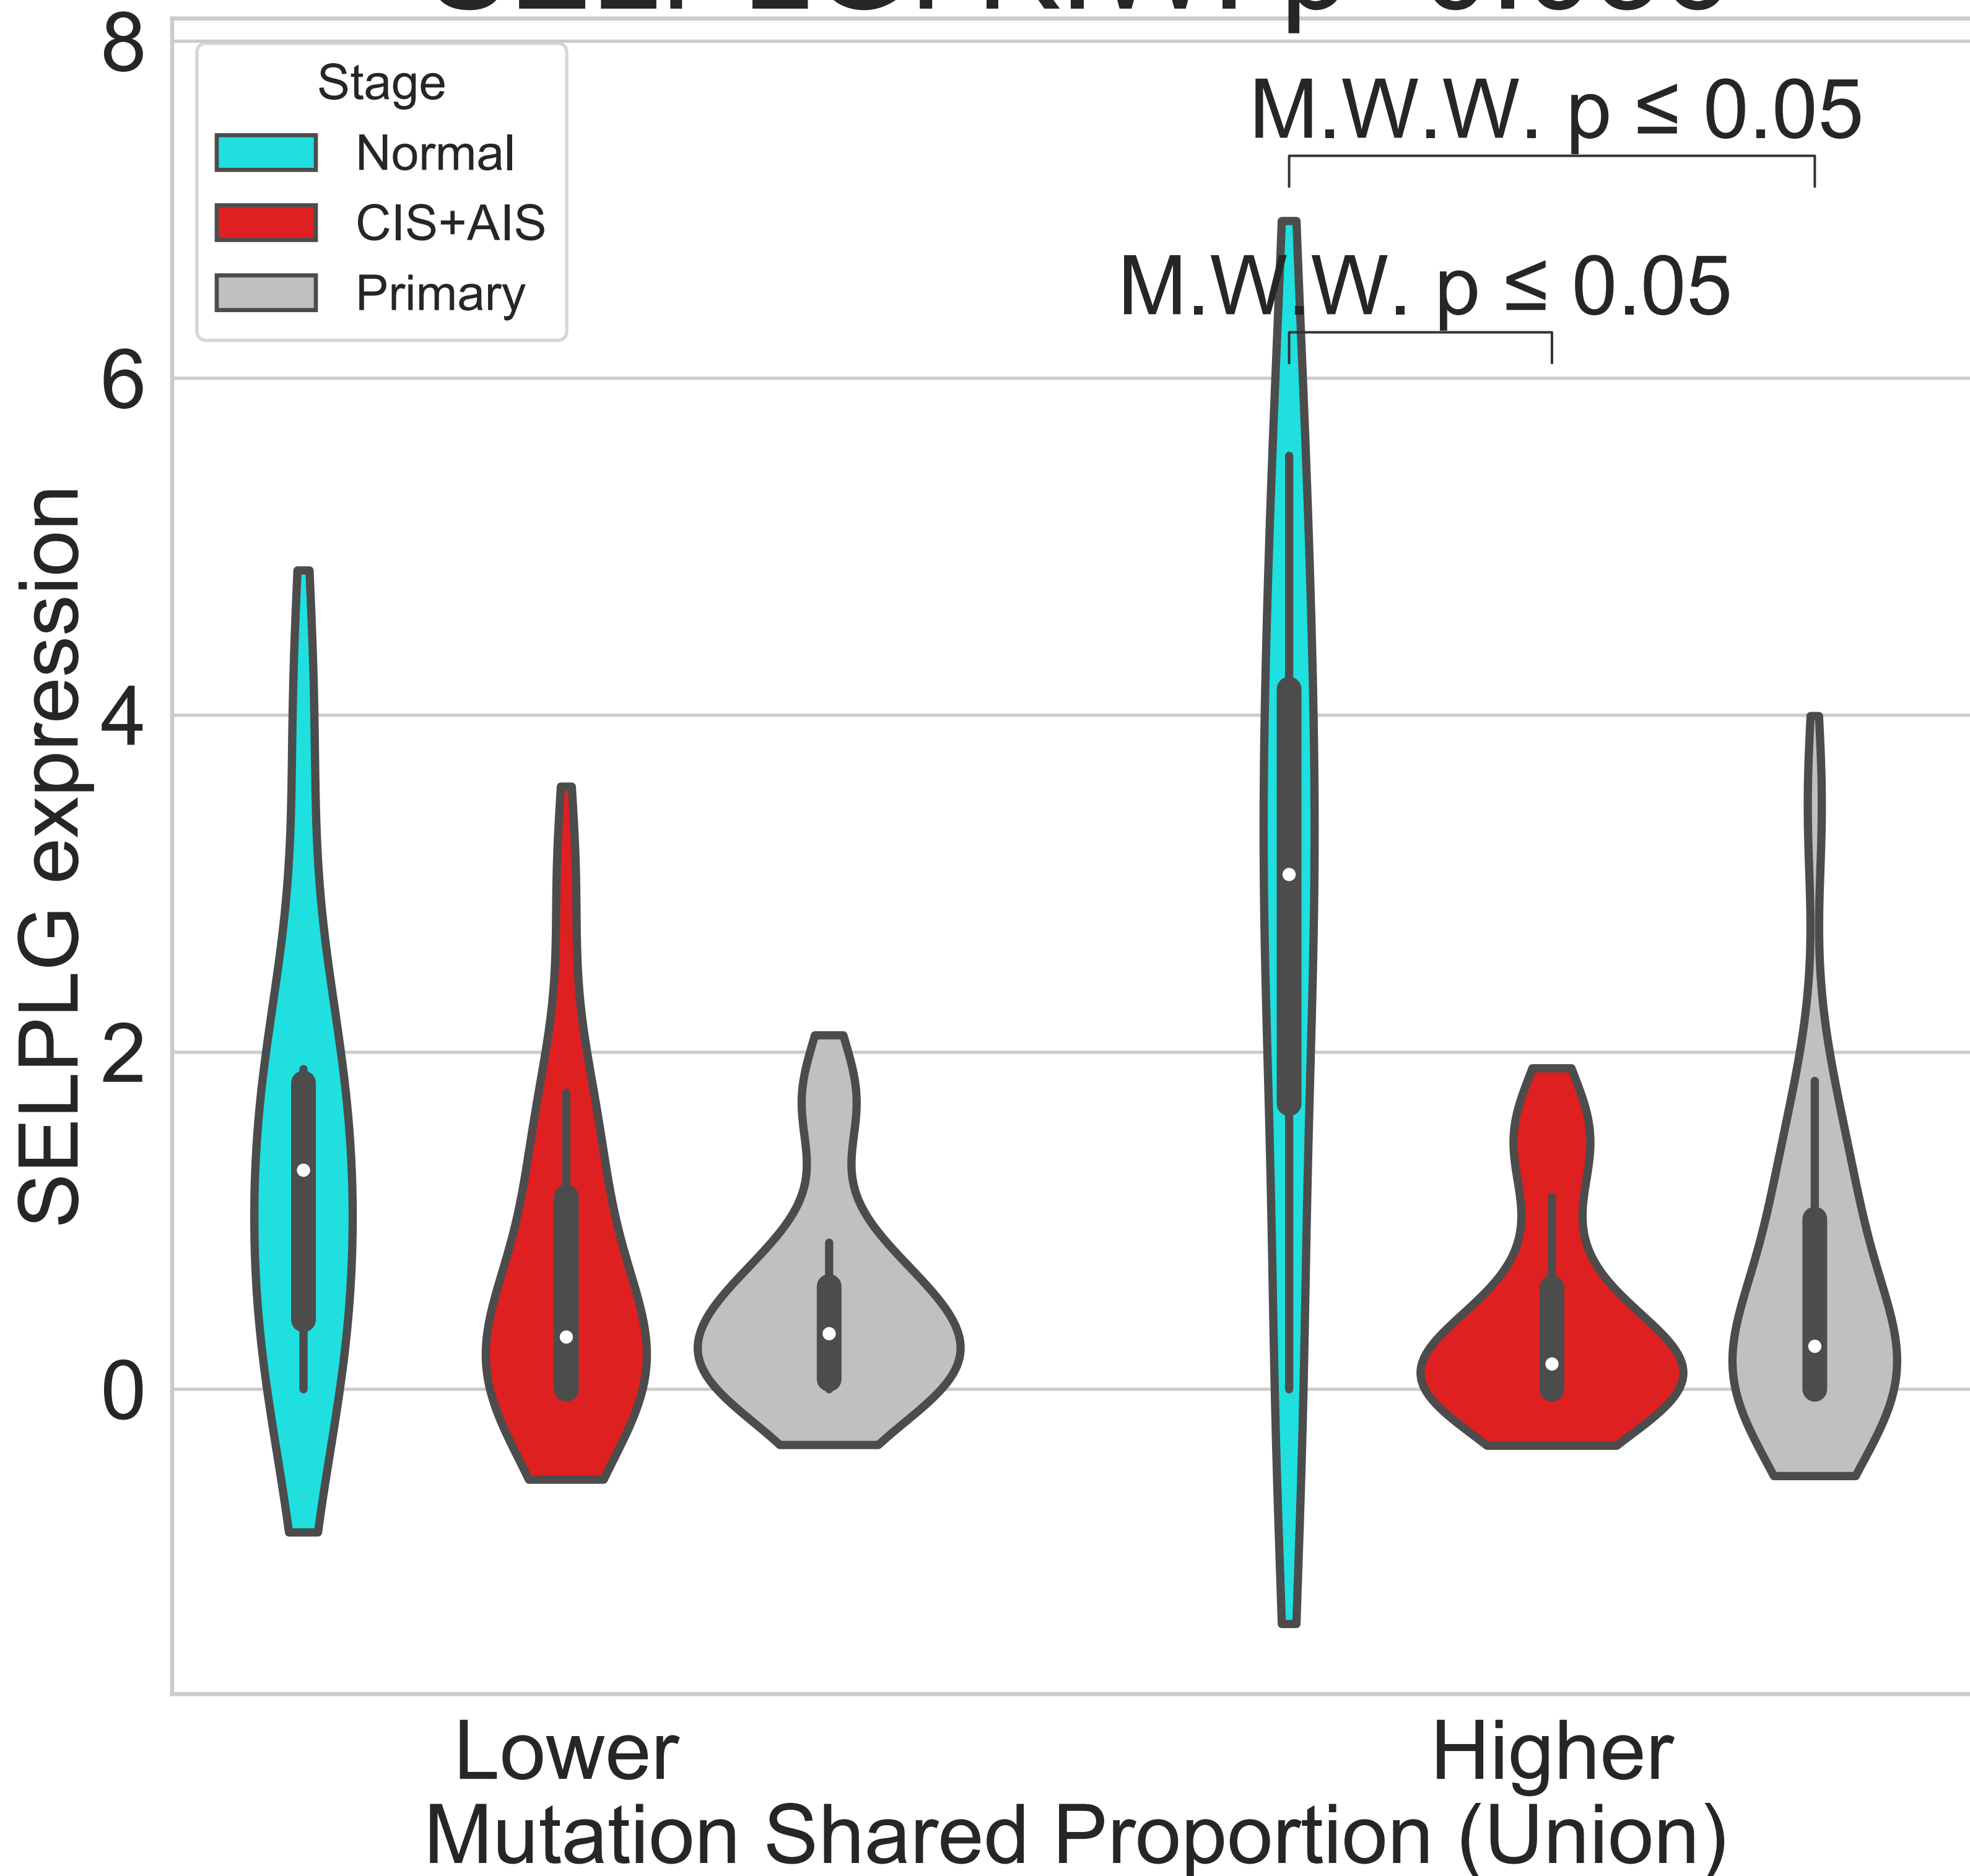 8
Stage
Normal
CIS+AIS
Primary
M.W.W. p ≤ 0.05
M.W.W. p ≤ 0.05
6
4
2
0
SELPLG expression
Lower
Higher
Mutation Shared Proportion (Union)